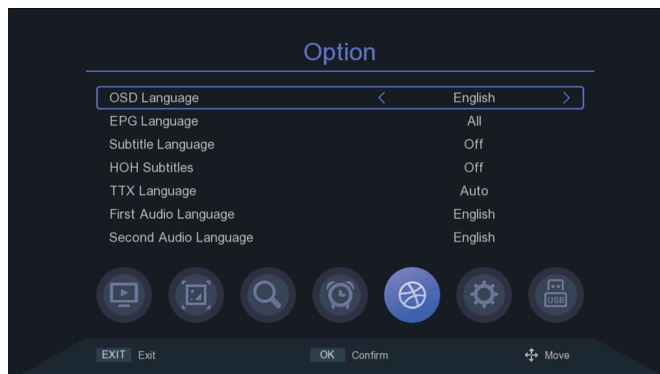 Option
OSD Language English
EPG Language All
Subtitle Language Off
HOH Subtitles Off
TTX Language Auto
First Audio Language English
Second Audio Language English
USB
EXIT Exit OK Confirm Move